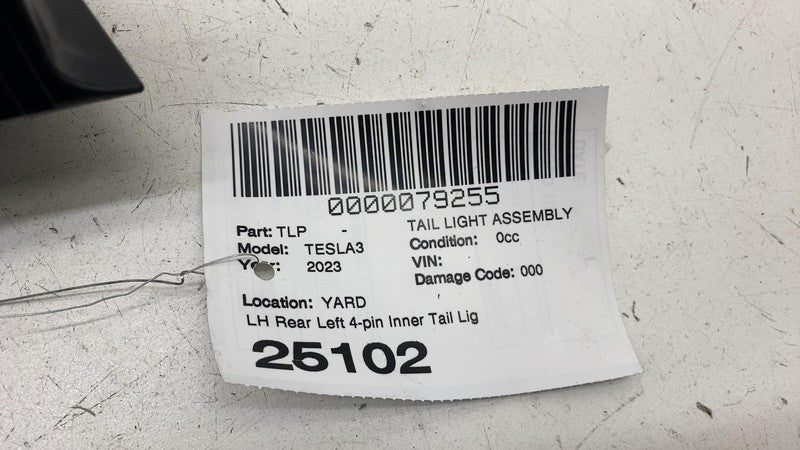 0000079255
Part: TLP - TAIL LIGHT ASSEMBLY
Model: TESLA3 Condition: 0cc
Year: 2023 VIN:
Damage Code: 000
Location: YARD
LH Rear Left 4-pin Inner Tail Lig
25102